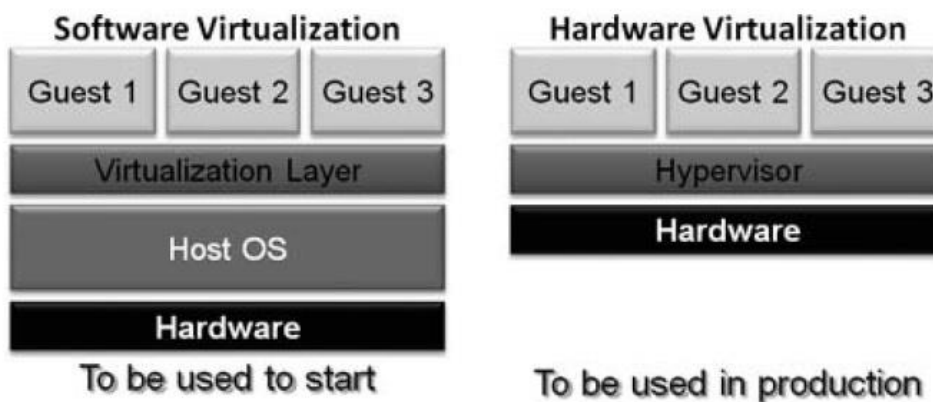 Software Virtualization
Guest 1 Guest 2 Guest 3
Virtualization Layer
Host OS
Hardware
To be used to start
Hardware Virtualization
Guest 1 Guest 2 Guest 3
Hypervisor
Hardware
To be used in production